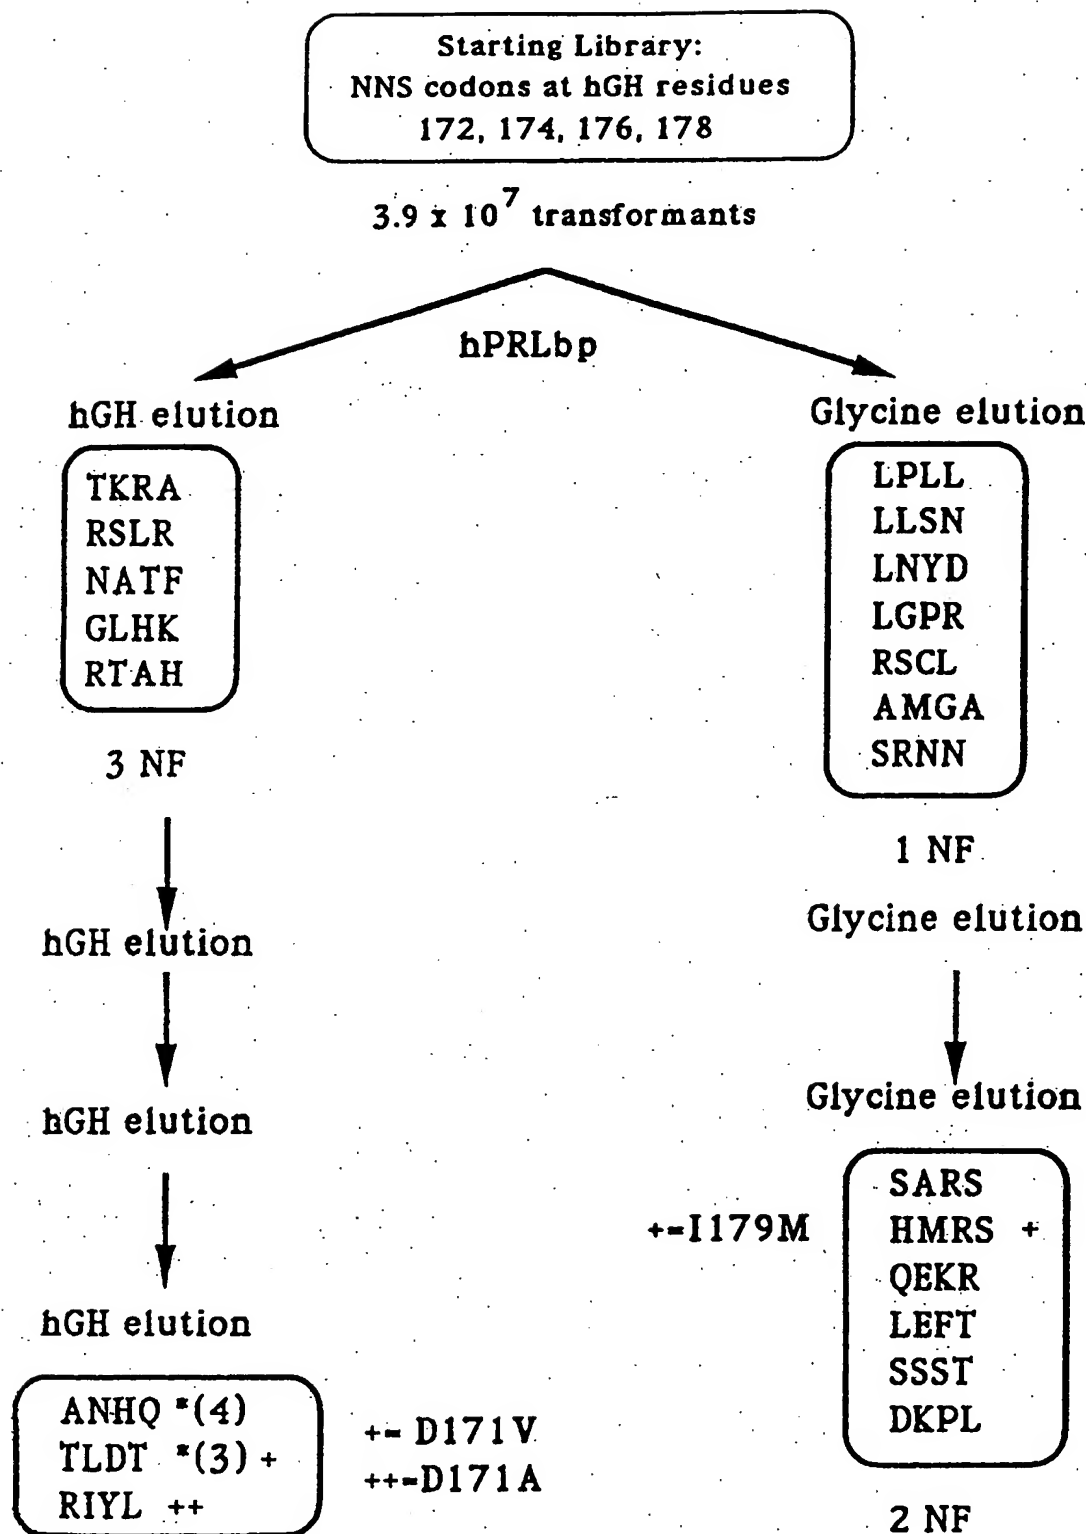 Starting Library:
NNS codons at hGH residues
172, 174, 176, 178
3.9 x 10^7 transformants
hPRLbp
hGH elution
TKRA
RSLR
NATF
GLHK
RTAH
3 NF
hGH elution
hGH elution
hGH elution
ANHQ *(4)
TLDT *(3) +
RIYL ++
+= D171V
++=D171A
Glycine elution
LPLL
LLSN
LNYD
LGPR
RSCL
AMGA
SRNN
1 NF
Glycine elution
Glycine elution
+=I179M
SARS
HMRS +
QEKR
LEFT
SSST
DKPL
2 NF